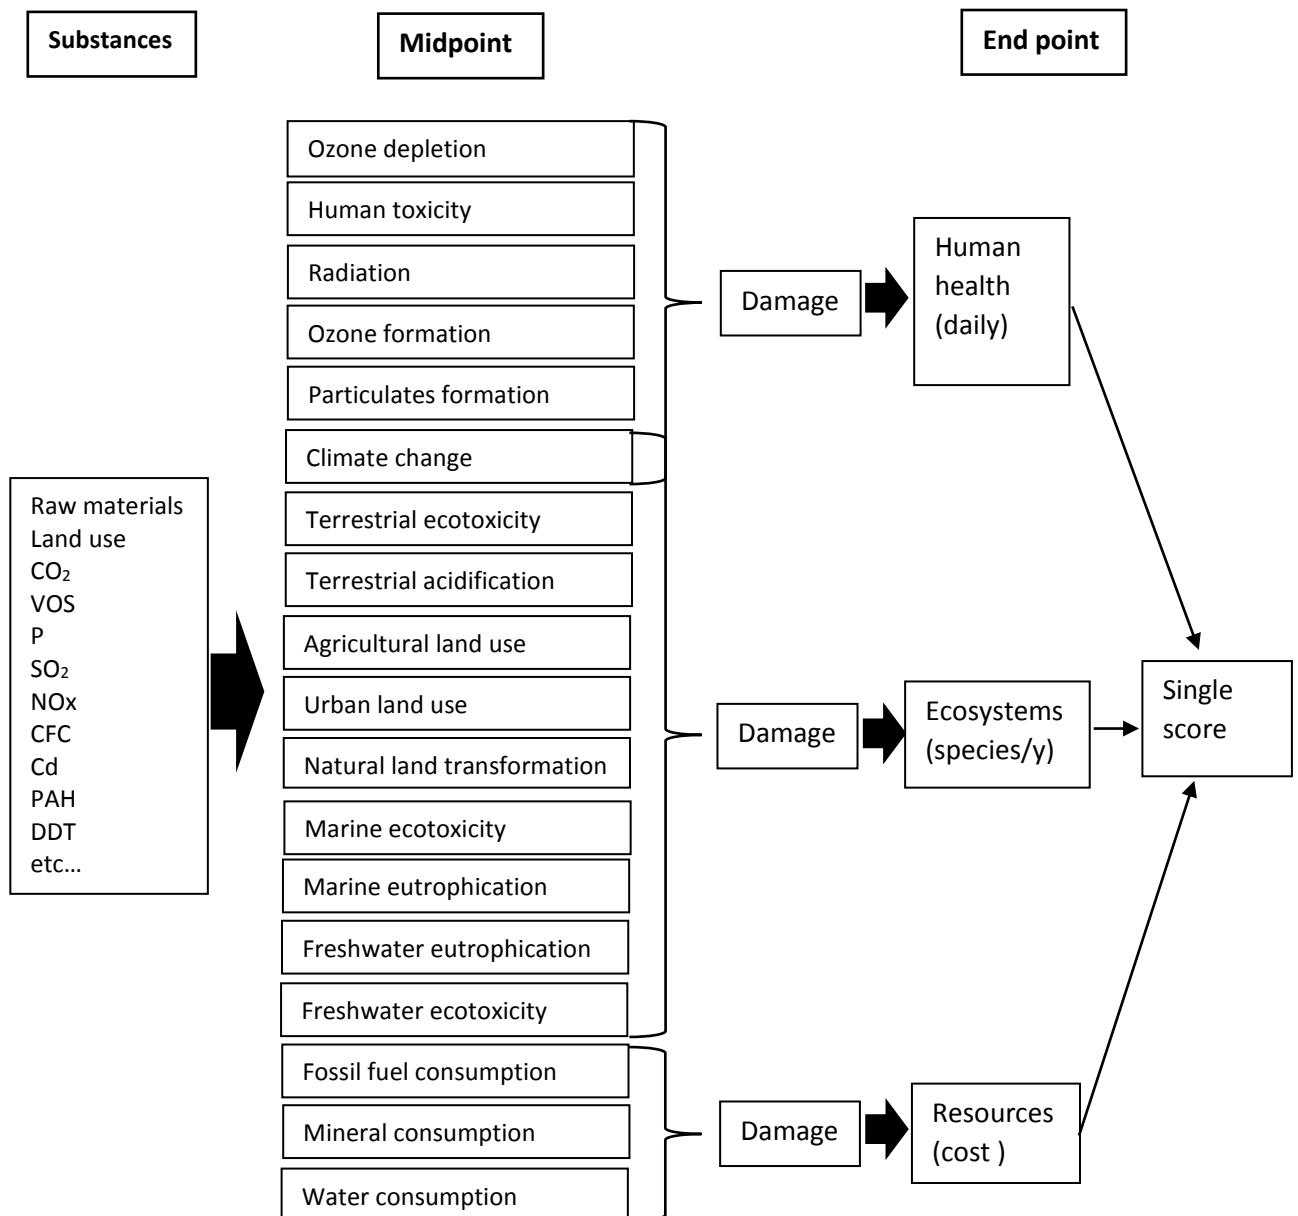 Substances
Midpoint
End point
Ozone depletion
Human toxicity
Radiation
Ozone formation
Particulates formation
Climate change
Terrestrial ecotoxicity
Terrestrial acidification
Agricultural land use
Urban land use
Natural land transformation
Marine ecotoxicity
Marine eutrophication
Freshwater eutrophication
Freshwater ecotoxicity
Fossil fuel consumption
Mineral consumption
Water consumption
Raw materials
Land use
CO₂
VOS
P
SO₂
NOx
CFC
Cd
PAH
DDT
etc...
Damage
Human
health
(daily)
Damage
Ecosystems
(species/y)
Damage
Resources
(cost )
Single
score